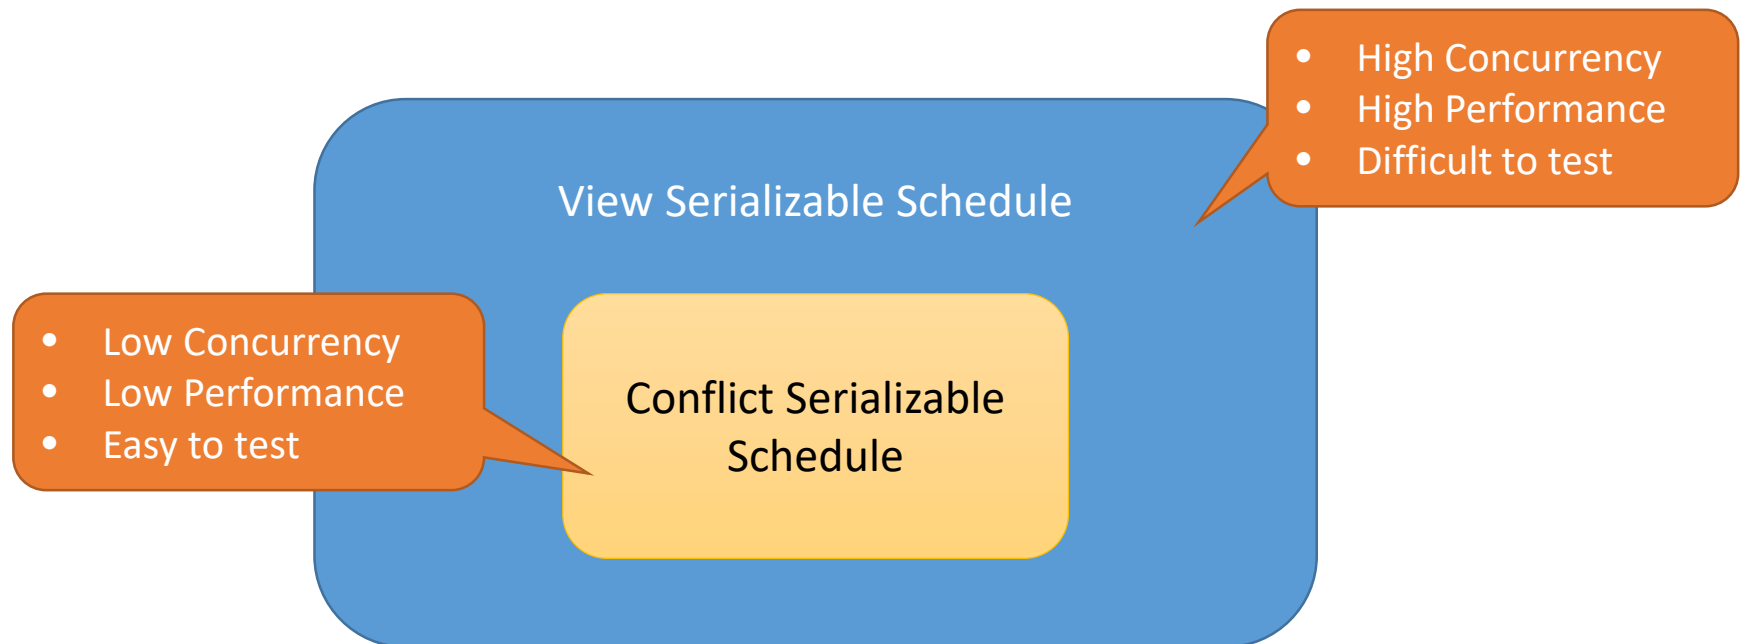 • High Concurrency
• High Performance
• Difficult to test
View Serializable Schedule
• Low Concurrency
• Low Performance
• Easy to test
Conflict Serializable
Schedule